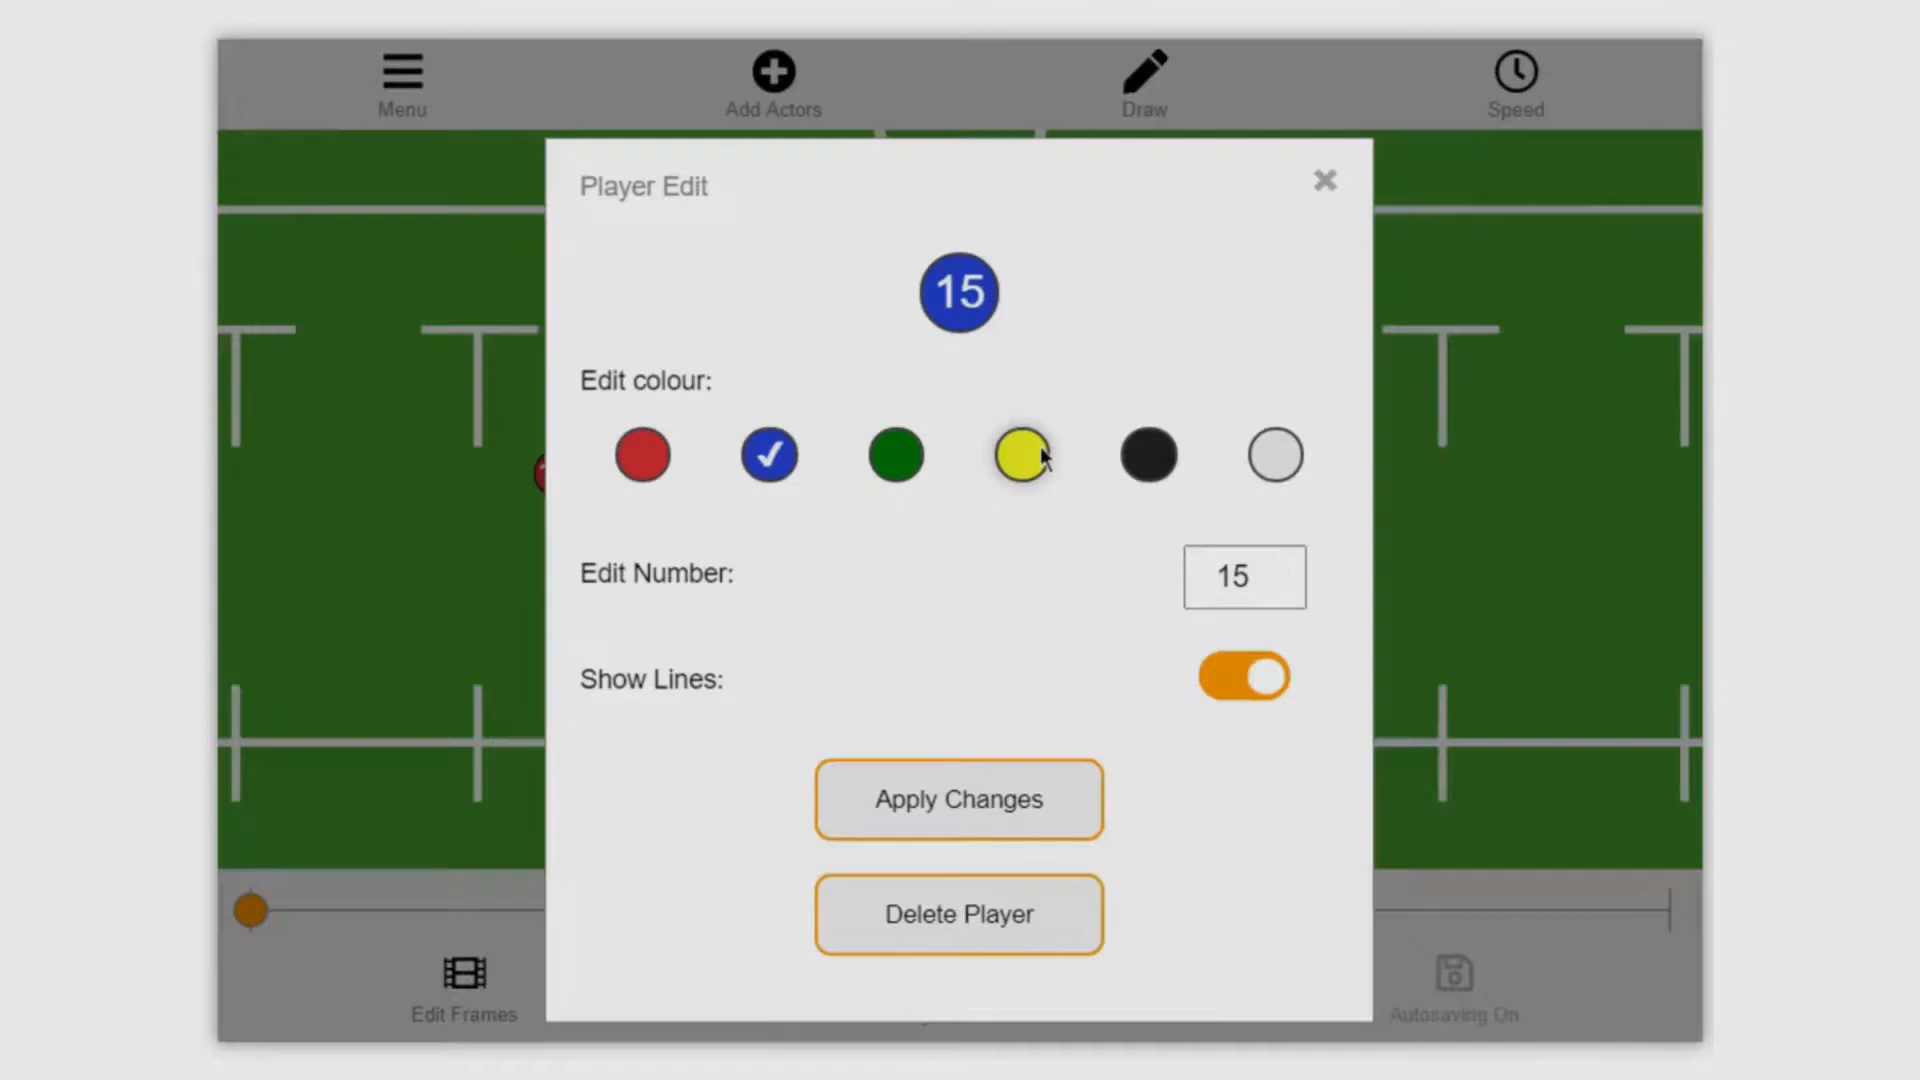 Menu
Add Actors
Draw
Speed
Player Edit
15
Edit colour:
Edit Number:
15
Show Lines:
Apply Changes
Delete Player
Edit Frames
Autosaving On